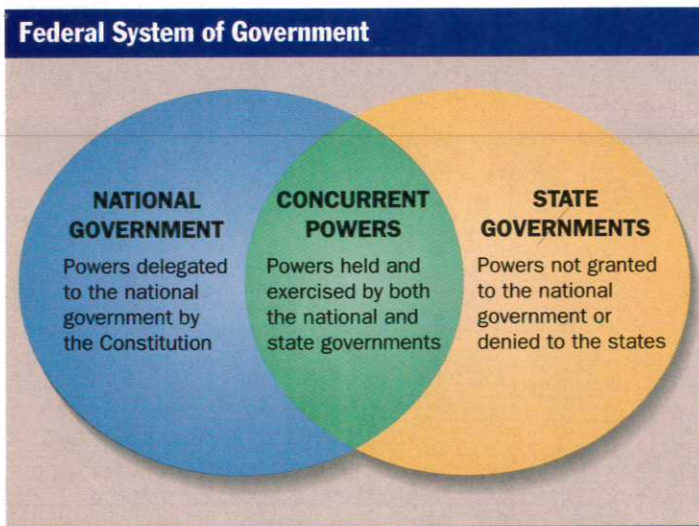 Federal System of Government
NATIONAL
GOVERNMENT
Powers delegated
to the national
government by
the Constitution
CONCURRENT
POWERS
Powers held and
exercised by both
the national and
state governments
STATE
GOVERNMENTS
Powers not granted
to the national
government or
denied to the states